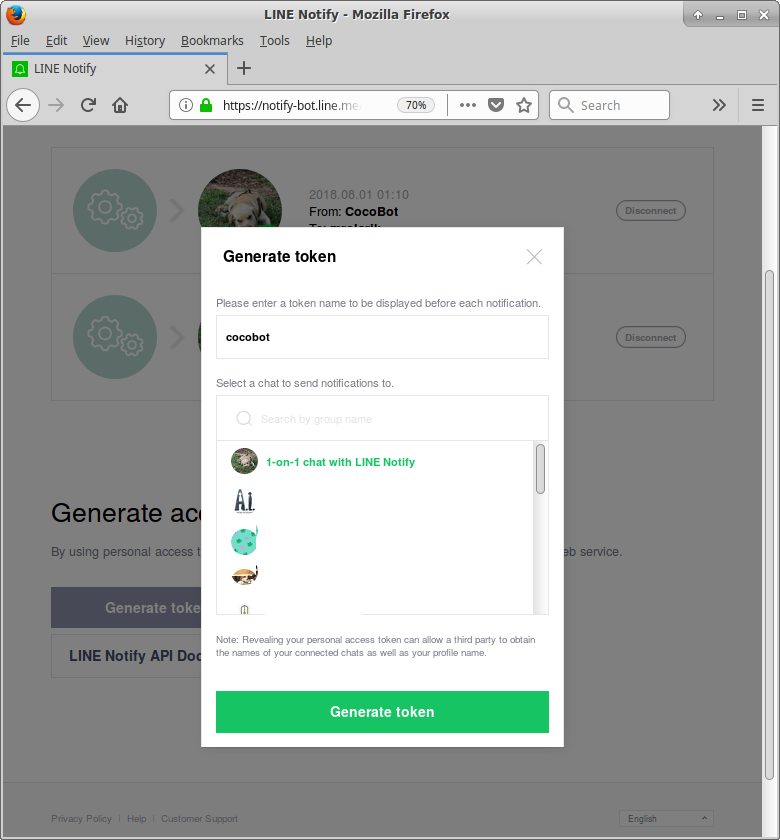 LINE Notify - Mozilla Firefox
File Edit View History Bookmarks Tools Help
LINE Notify
https://notify-bot.line.me
70%
Search
2018.08.01 01:10
From: CocoBot
Disconnect
Generate token
Please enter a token name to be displayed before each notification.
cocobot
Disconnect
Select a chat to send notifications to.
Search by group name
1-on-1 chat with LINE Notify
A.i.
Generate acc
By using personal access t
eb service.
Generate toke
LINE Notify API Doc
Note: Revealing your personal access token can allow a third party to obtain
the names of your connected chats as well as your profile name.
Generate token
Privacy Policy | Help | Customer Support
English